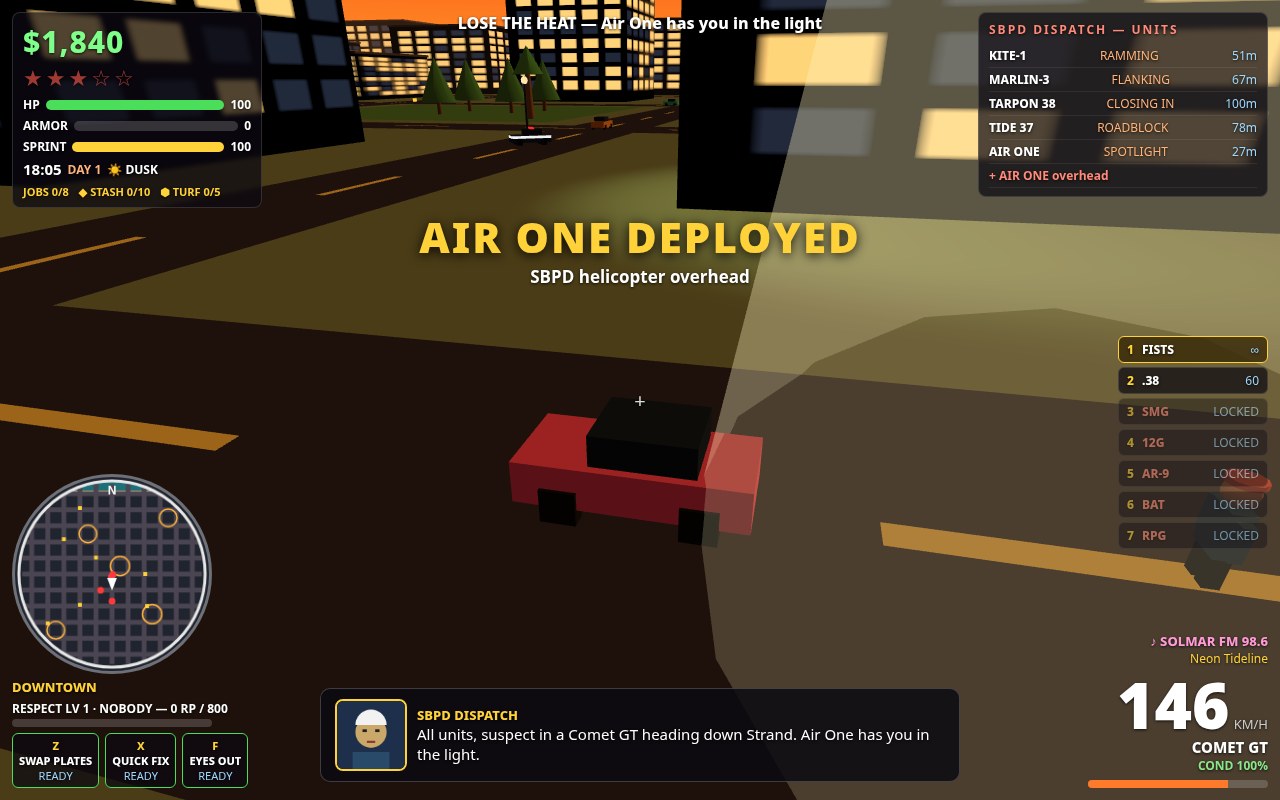 LOSE THE HEAT — Air One has you in the light
$1,840
★★★☆☆
HP 100
ARMOR 0
SPRINT 100
18:05 DAY 1 ☀ DUSK
JOBS 0/8 ◆ STASH 0/10 ⬢ TURF 0/5
SBPD DISPATCH — UNITS
KITE-1 RAMMING 51m
MARLIN-3 FLANKING 67m
TARPON 38 CLOSING IN 100m
TIDE 37 ROADBLOCK 78m
AIR ONE SPOTLIGHT 27m
+ AIR ONE overhead
AIR ONE DEPLOYED
SBPD helicopter overhead
1 FISTS ∞
2 .38 60
3 SMG LOCKED
4 12G LOCKED
5 AR-9 LOCKED
6 BAT LOCKED
7 RPG LOCKED
N
DOWNTOWN
RESPECT LV 1 · NOBODY — 0 RP / 800
Z SWAP PLATES READY
X QUICK FIX READY
F EYES OUT READY
SBPD DISPATCH
All units, suspect in a Comet GT heading down Strand. Air One has you in
the light.
♪ SOLMAR FM 98.6
Neon Tideline
146 KM/H
COMET GT
COND 100%